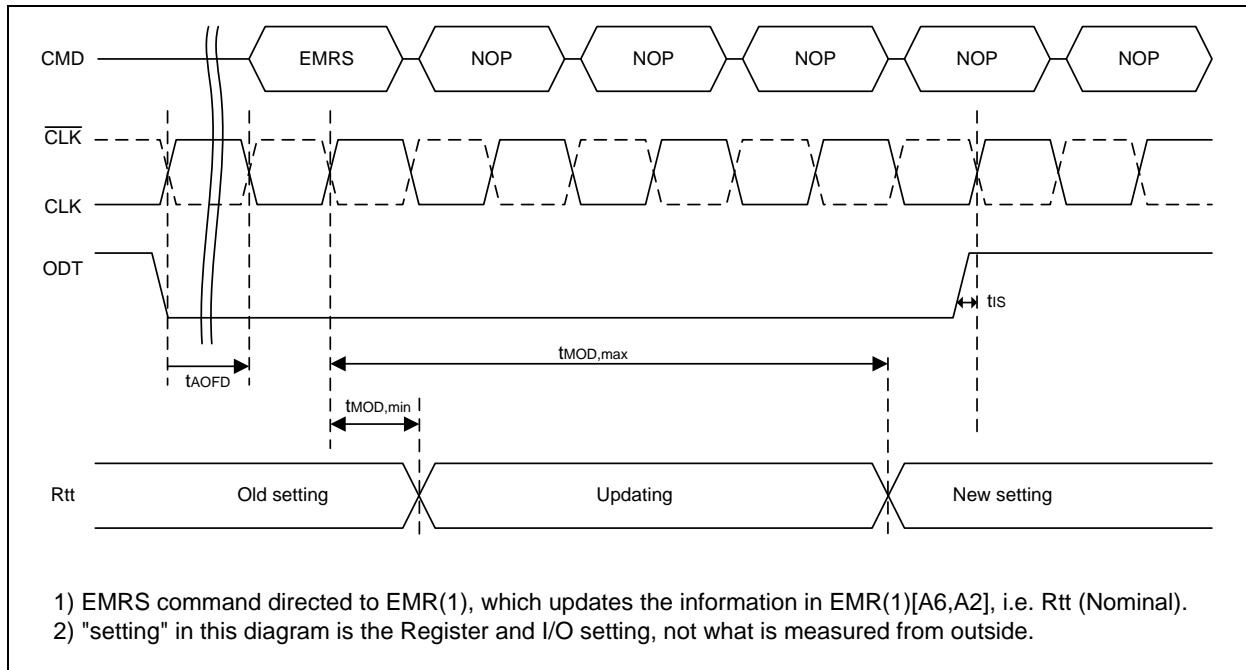 CMD EMRS NOP NOP NOP NOP NOP
CLK
CLK
ODT
tIS
tMOD,max
tAOFD
tMOD,min
Rtt Old setting Updating New setting
1) EMRS command directed to EMR(1), which updates the information in EMR(1)[A6,A2], i.e. Rtt (Nominal).
2) "setting" in this diagram is the Register and I/O setting, not what is measured from outside.